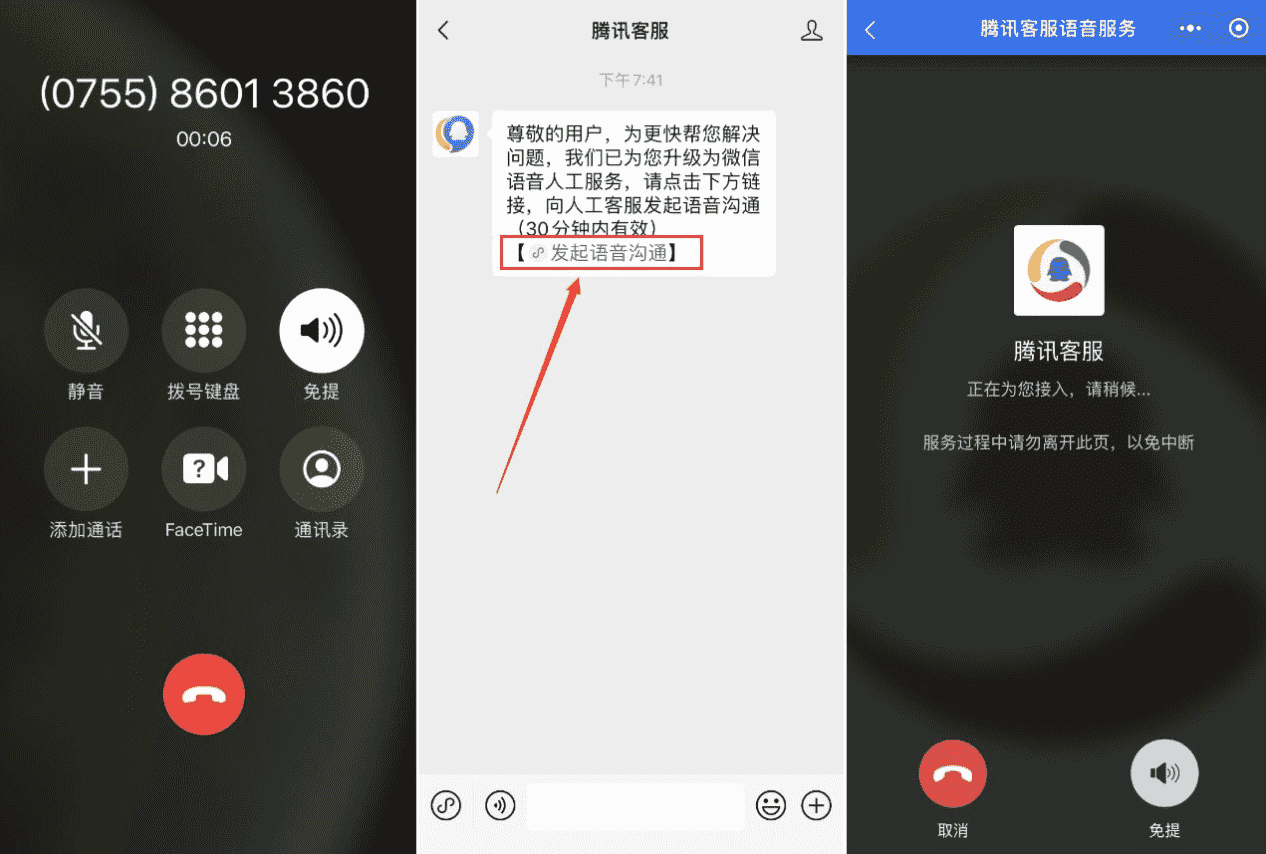 (0755) 8601 3860
00:06
静音
拨号键盘
免提
添加通话
FaceTime
通讯录
腾讯客服
下午7:41
尊敬的用户，为更快帮您解决
问题，我们已为您升级为微信
语音人工服务，请点击下方链
接，向人工客服发起语音沟通
（30分钟内有效）
【发起语音沟通】
腾讯客服语音服务
腾讯客服
正在为您接入，请稍候...
服务过程中请勿离开此页，以免中断
取消
免提